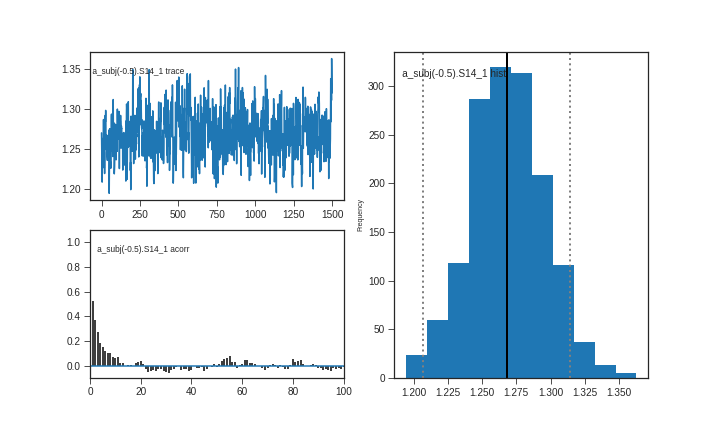 a_subj(-0.5).S14_1 trace
1.35
1.30
1.25
1.20
0 250 500 750 1000 1250 1500
a_subj(-0.5).S14_1 acorr
1.0
0.8
0.6
0.4
0.2
0.0
0 20 40 60 80 100
a_subj(-0.5).S14_1 hist
Frequency
300
250
200
150
100
50
0
1.200 1.225 1.250 1.275 1.300 1.325 1.350